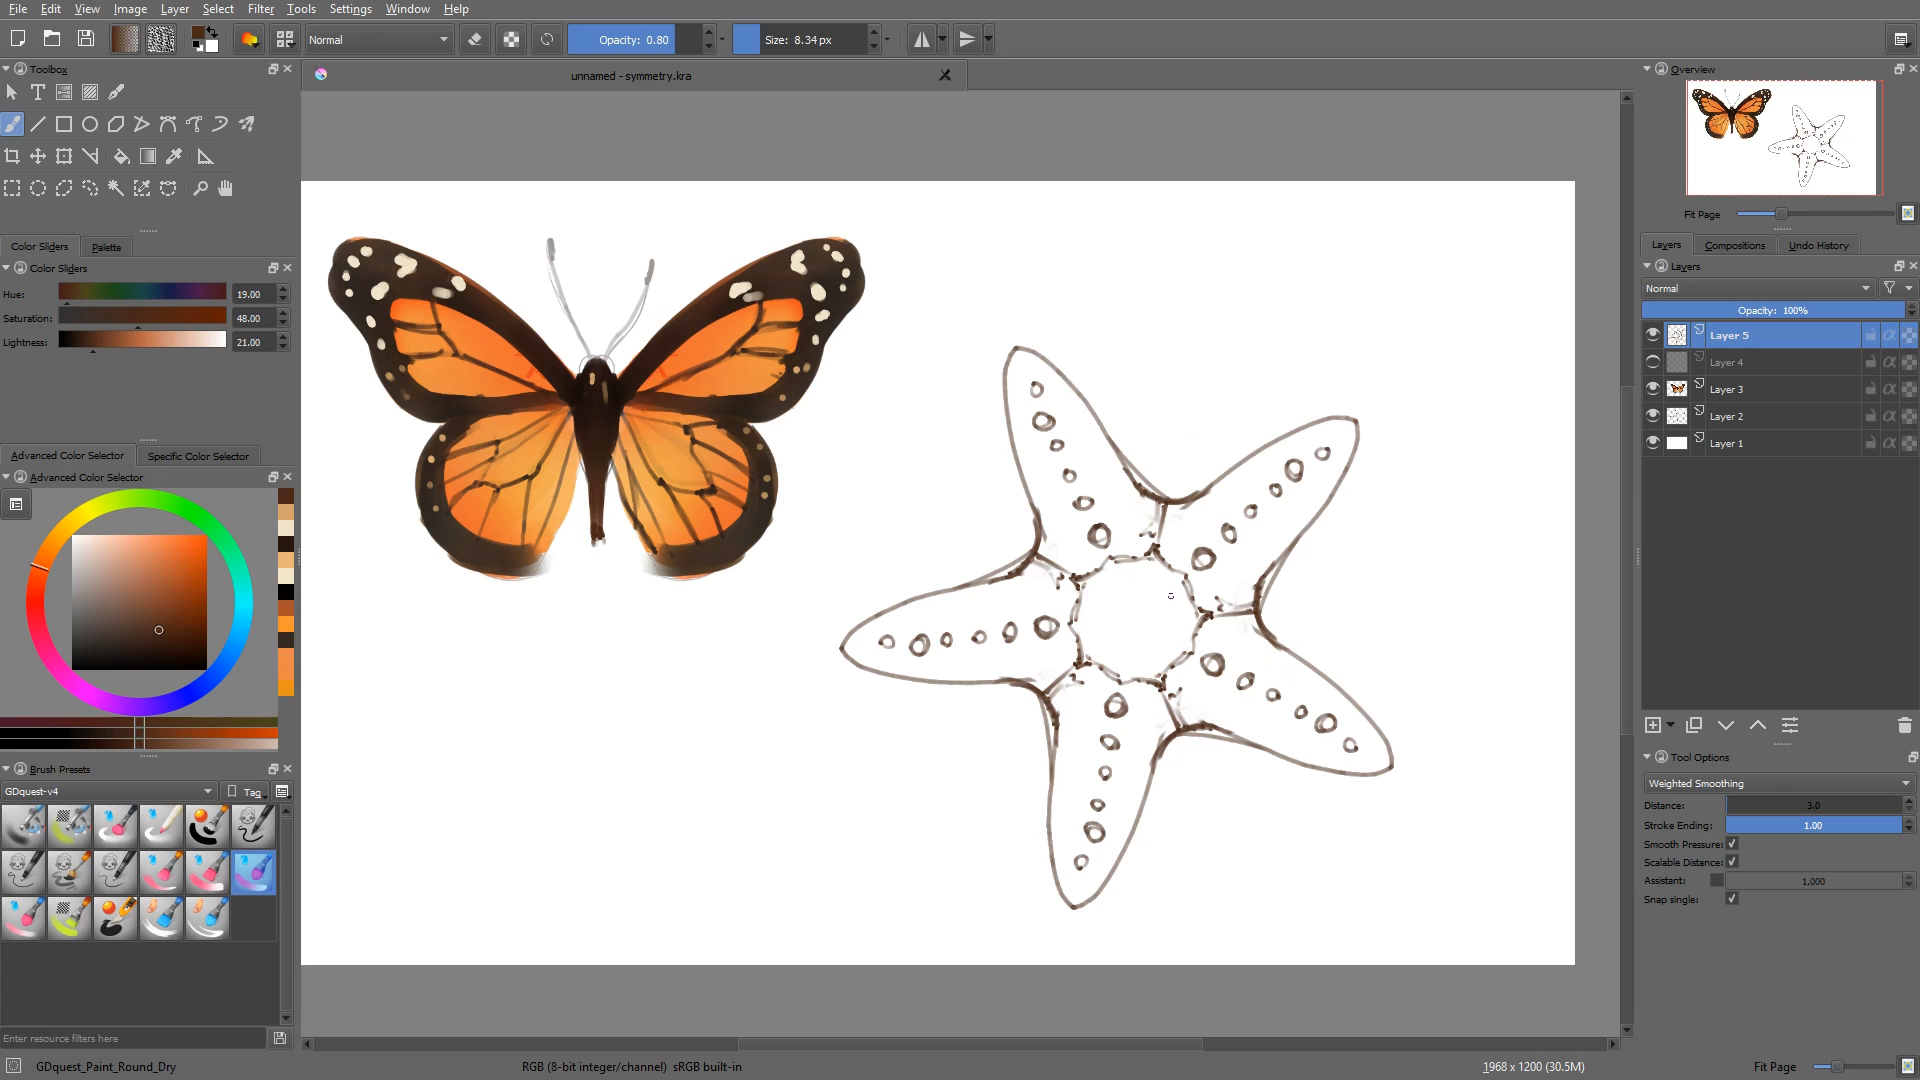 File Edit View Image Layer Select Filter Tools Settings Window Help
Normal
Opacity: 0.80
Size: 8.34 px
Toolbox
unnamed - symmetry.kra
Overview
Fit Page
Color Sliders Palette
Color Sliders
Hue: 19.00
Saturation: 48.00
Lightness: 21.00
Layers Compositions Undo History
Layers
Normal
Opacity: 100%
Layer 5
Layer 4
Layer 3
Layer 2
Layer 1
Advanced Color Selector Specific Color Selector
Advanced Color Selector
Brush Presets
GDquest-v4 Tag
Tool Options
Weighted Smoothing
Distance: 3.0
Stroke Ending: 1.00
Smooth Pressure:
Scalable Distance:
Assistant: 1,000
Snap single:
Enter resource filters here
GDquest_Paint_Round_Dry
RGB (8-bit integer/channel) sRGB built-in
1968 x 1200 (30.5M)
Fit Page